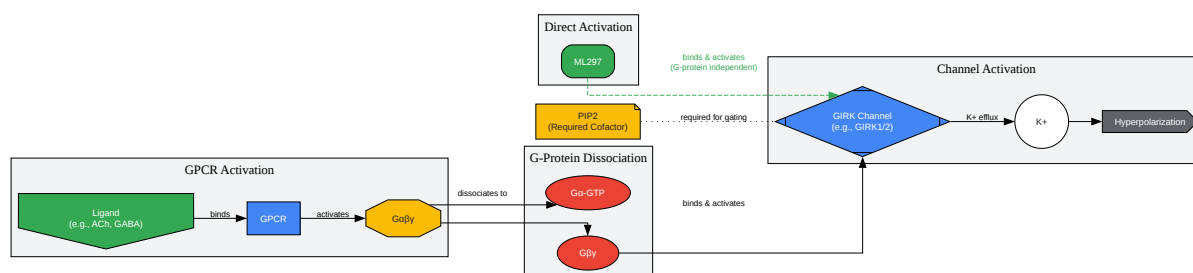 Direct Activation
ML297
binds & activates
(G-protein independent)
Channel Activation
PIP2
(Required Cofactor)
required for gating
GIRK Channel
(e.g., GIRK1/2)
K+ efflux
K+
Hyperpolarization
GPCR Activation
Ligand
(e.g., ACh, GABA)
binds
GPCR
activates
Gαβγ
dissociates to
G-Protein Dissociation
Gα-GTP
Gβγ
binds & activates